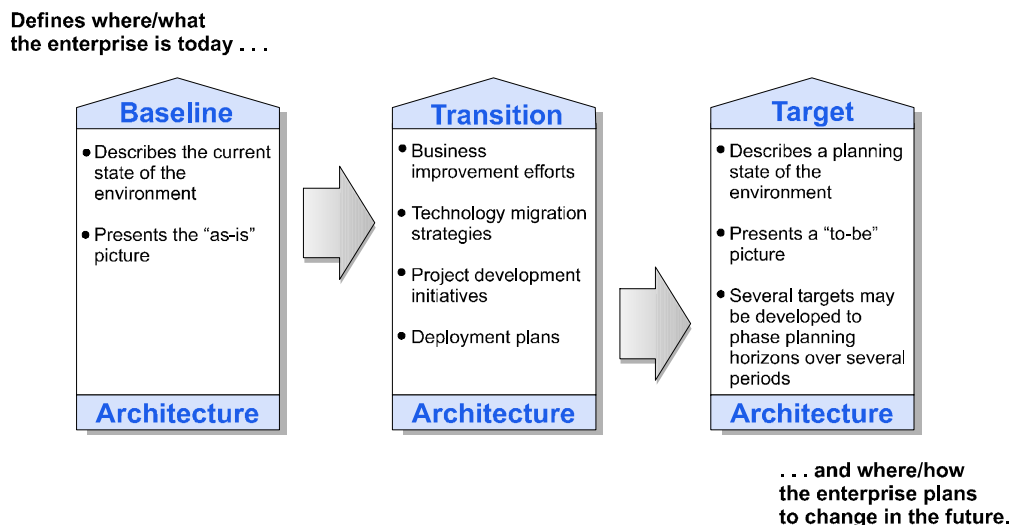 Defines where/what
the enterprise is today . . .
Baseline
• Describes the current
state of the
environment
• Presents the “as-is”
picture
Architecture
Transition
• Business
improvement efforts
• Technology migration
strategies
• Project development
initiatives
• Deployment plans
Architecture
Target
• Describes a planning
state of the
environment
• Presents a “to-be”
picture
• Several targets may
be developed to
phase planning
horizons over several
periods
Architecture
. . . and where/how
the enterprise plans
to change in the future.